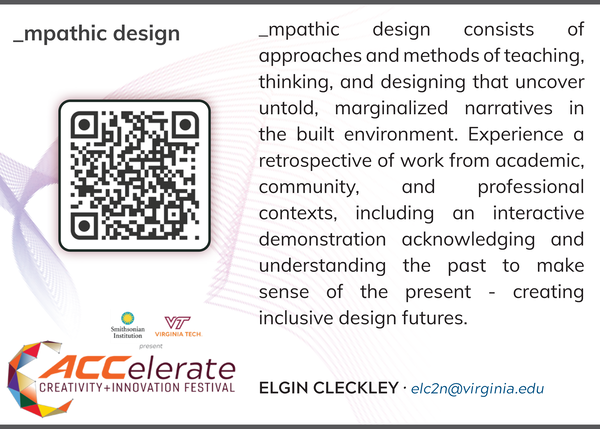 _mpathic design
_mpathic design consists of
approaches and methods of teaching,
thinking, and designing that uncover
untold, marginalized narratives in
the built environment. Experience a
retrospective of work from academic,
community, and professional
contexts, including an interactive
demonstration acknowledging and
understanding the past to make
sense of the present - creating
inclusive design futures.
Smithsonian
Institution
VT
VIRGINIA TECH
present
ACCelerate
CREATIVITY+INNOVATION FESTIVAL
ELGIN CLECKLEY · elc2n@virginia.edu